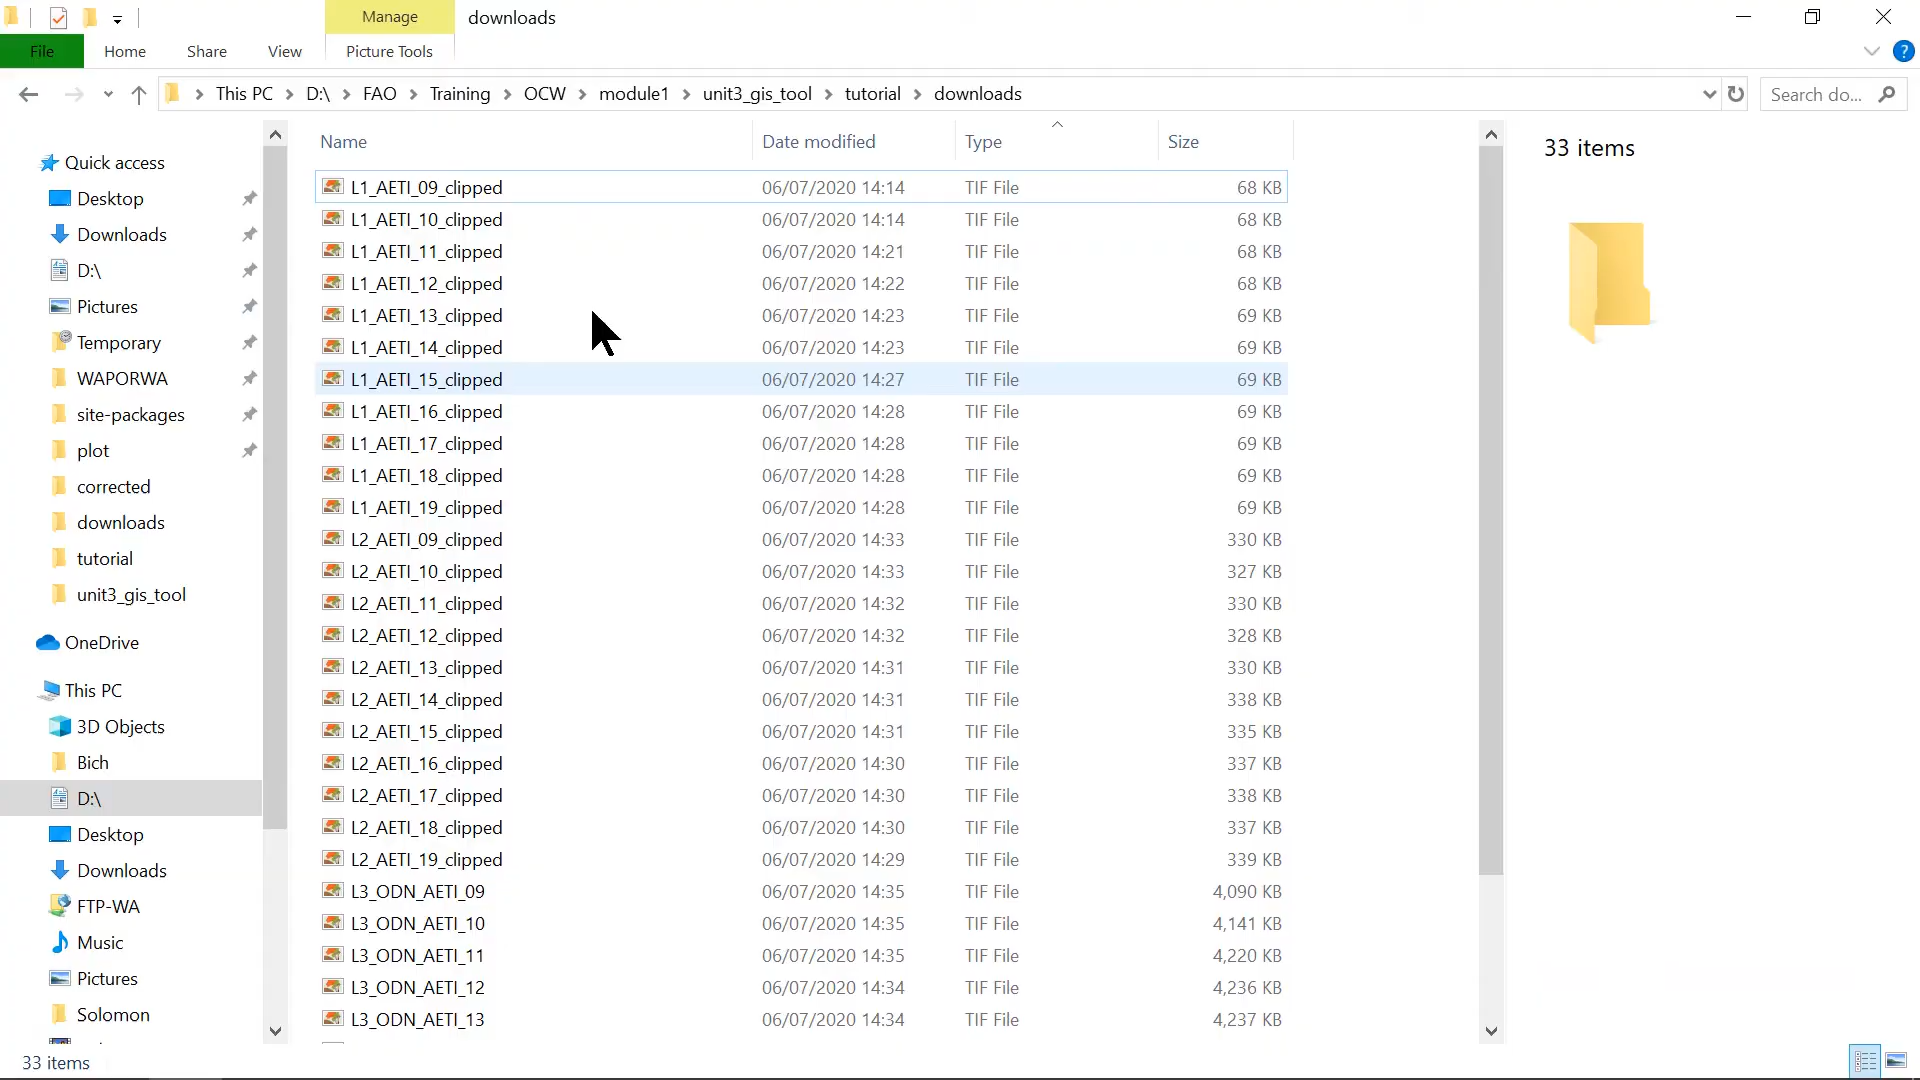 Manage
downloads
File
Home
Share
View
Picture Tools
?
This PC
D:\
FAO
Training
OCW
module1
unit3_gis_tool
tutorial
downloads
Search do...
Quick access
Desktop
Downloads
D:\
Pictures
Temporary
WAPORWA
site-packages
plot
corrected
downloads
tutorial
unit3_gis_tool
OneDrive
This PC
3D Objects
Bich
D:\
Desktop
Downloads
FTP-WA
Music
Pictures
Solomon
Name Date modified Type Size
L1_AETI_09_clipped 06/07/2020 14:14 TIF File 68 KB
L1_AETI_10_clipped 06/07/2020 14:14 TIF File 68 KB
L1_AETI_11_clipped 06/07/2020 14:21 TIF File 68 KB
L1_AETI_12_clipped 06/07/2020 14:22 TIF File 68 KB
L1_AETI_13_clipped 06/07/2020 14:23 TIF File 69 KB
L1_AETI_14_clipped 06/07/2020 14:23 TIF File 69 KB
L1_AETI_15_clipped 06/07/2020 14:27 TIF File 69 KB
L1_AETI_16_clipped 06/07/2020 14:28 TIF File 69 KB
L1_AETI_17_clipped 06/07/2020 14:28 TIF File 69 KB
L1_AETI_18_clipped 06/07/2020 14:28 TIF File 69 KB
L1_AETI_19_clipped 06/07/2020 14:28 TIF File 69 KB
L2_AETI_09_clipped 06/07/2020 14:33 TIF File 330 KB
L2_AETI_10_clipped 06/07/2020 14:33 TIF File 327 KB
L2_AETI_11_clipped 06/07/2020 14:32 TIF File 330 KB
L2_AETI_12_clipped 06/07/2020 14:32 TIF File 328 KB
L2_AETI_13_clipped 06/07/2020 14:31 TIF File 330 KB
L2_AETI_14_clipped 06/07/2020 14:31 TIF File 338 KB
L2_AETI_15_clipped 06/07/2020 14:31 TIF File 335 KB
L2_AETI_16_clipped 06/07/2020 14:30 TIF File 337 KB
L2_AETI_17_clipped 06/07/2020 14:30 TIF File 338 KB
L2_AETI_18_clipped 06/07/2020 14:30 TIF File 337 KB
L2_AETI_19_clipped 06/07/2020 14:29 TIF File 339 KB
L3_ODN_AETI_09 06/07/2020 14:35 TIF File 4,090 KB
L3_ODN_AETI_10 06/07/2020 14:35 TIF File 4,141 KB
L3_ODN_AETI_11 06/07/2020 14:35 TIF File 4,220 KB
L3_ODN_AETI_12 06/07/2020 14:34 TIF File 4,236 KB
L3_ODN_AETI_13 06/07/2020 14:34 TIF File 4,237 KB
33 items
33 items